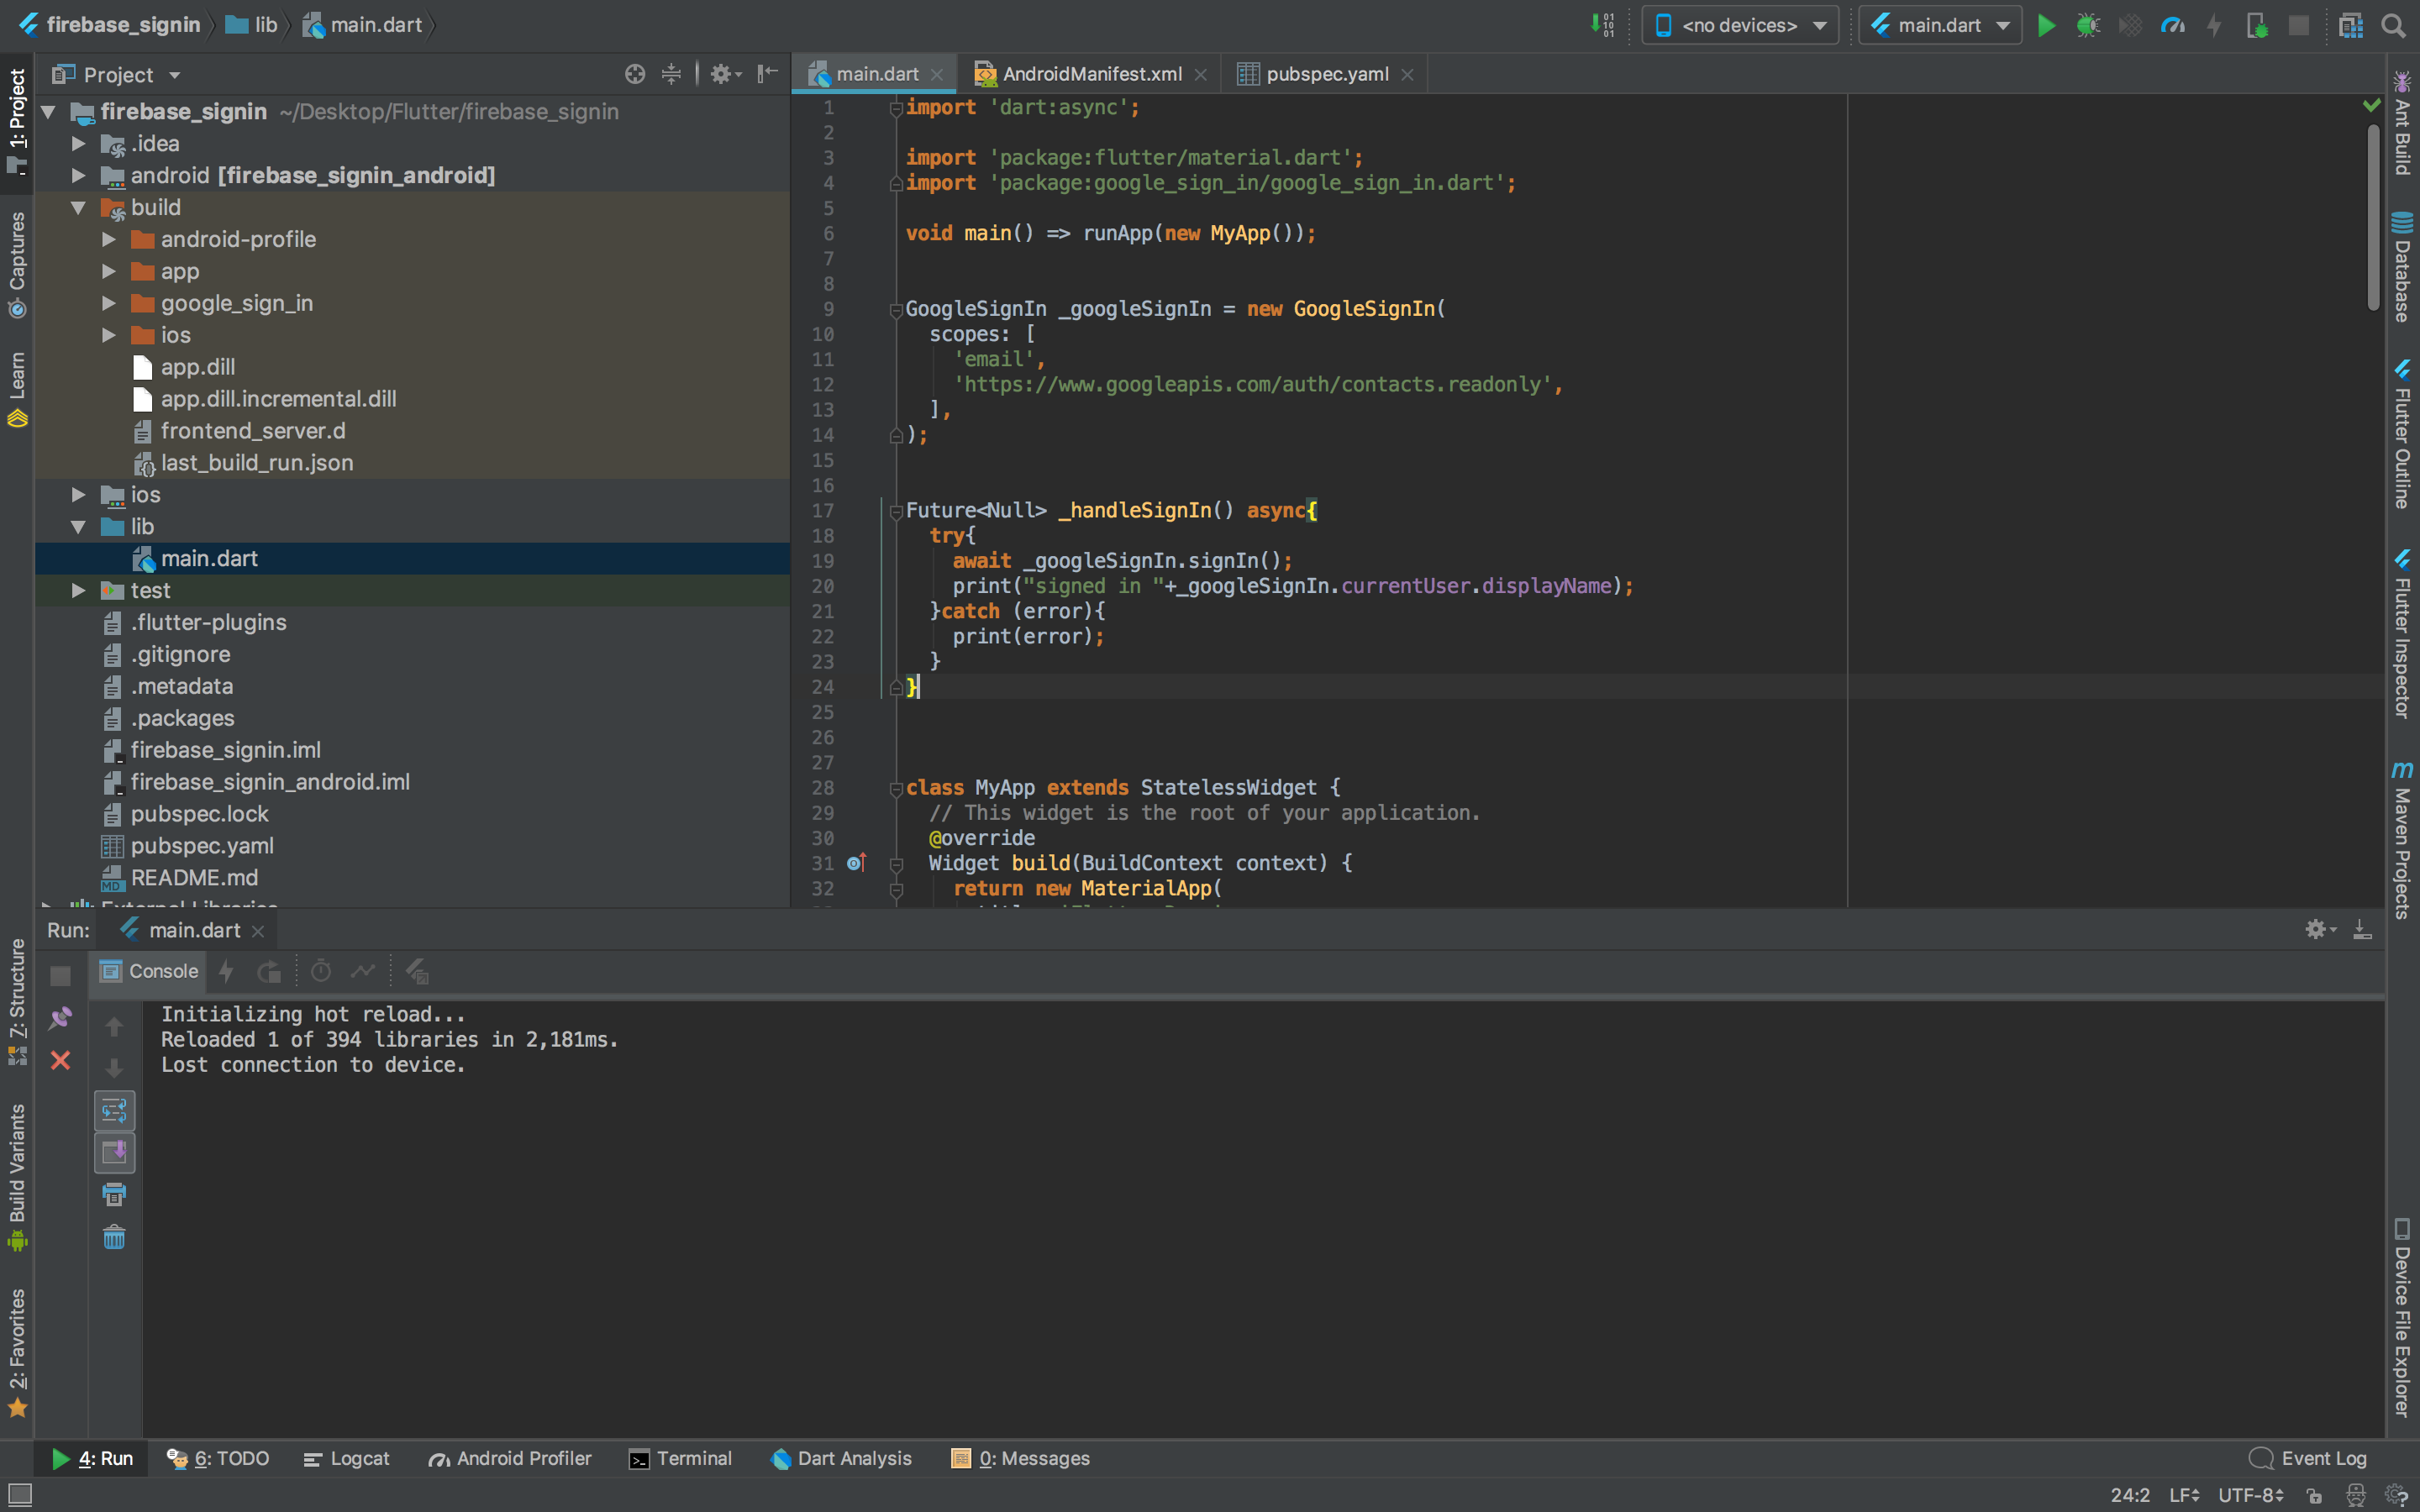 firebase_signin lib main.dart <no devices> main.dart
Project
main.dart AndroidManifest.xml pubspec.yaml
1: Project
Captures
Learn
7: Structure
Build Variants
2: Favorites
firebase_signin ~/Desktop/Flutter/firebase_signin
.idea
android [firebase_signin_android]
build
android-profile
app
google_sign_in
ios
app.dill
app.dill.incremental.dill
frontend_server.d
last_build_run.json
ios
lib
main.dart
test
.flutter-plugins
.gitignore
.metadata
.packages
firebase_signin.iml
firebase_signin_android.iml
pubspec.lock
pubspec.yaml
README.md
External Libraries
1 import 'dart:async';
2
3 import 'package:flutter/material.dart';
4 import 'package:google_sign_in/google_sign_in.dart';
5
6 void main() => runApp(new MyApp());
7
8
9 GoogleSignIn _googleSignIn = new GoogleSignIn(
10 scopes: [
11 'email',
12 'https://www.googleapis.com/auth/contacts.readonly',
13 ],
14 );
15
16
17 Future<Null> _handleSignIn() async{
18 try{
19 await _googleSignIn.signIn();
20 print("signed in "+_googleSignIn.currentUser.displayName);
21 }catch (error){
22 print(error);
23 }
24 }
25
26
27
28 class MyApp extends StatelessWidget {
29 // This widget is the root of your application.
30 @override
31 Widget build(BuildContext context) {
32 return new MaterialApp(
Ant Build
Database
Flutter Outline
Flutter Inspector
Maven Projects
Device File Explorer
Run: main.dart
Console
Initializing hot reload...
Reloaded 1 of 394 libraries in 2,181ms.
Lost connection to device.
4: Run 6: TODO Logcat Android Profiler Terminal Dart Analysis 0: Messages Event Log
24:2 LF UTF-8